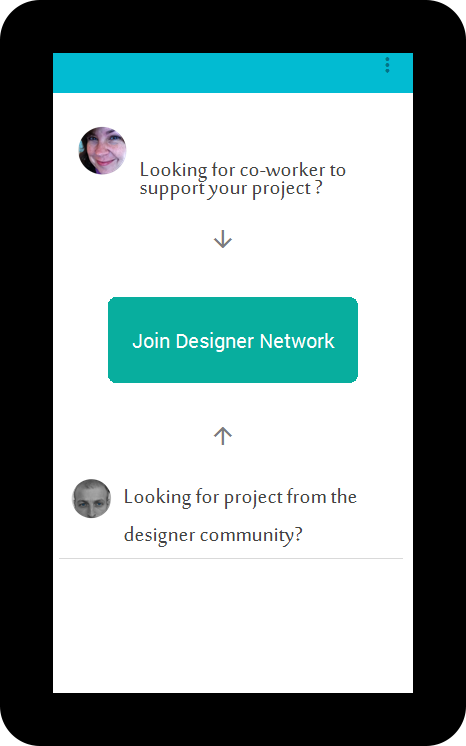 Looking for co-worker to
support your project ?
Join Designer Network
Looking for project from the
designer community?